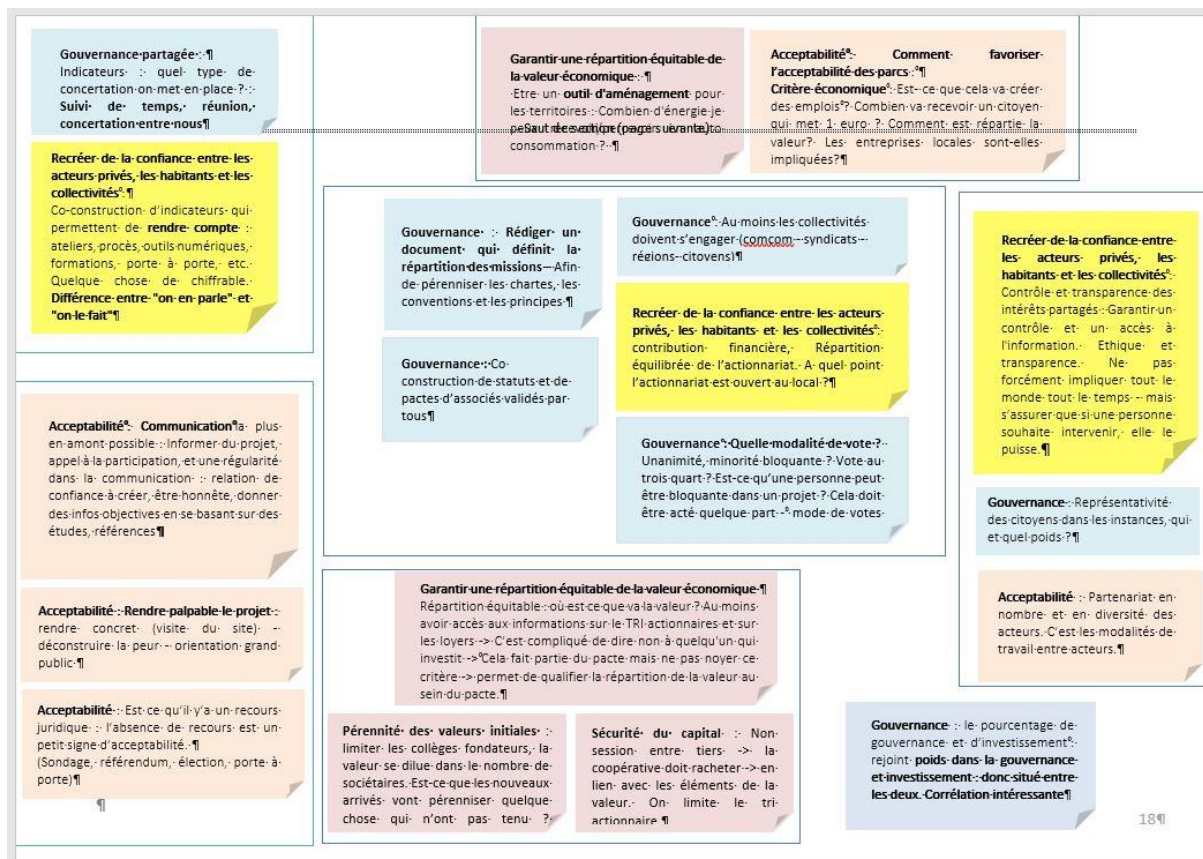 Gouvernance partagée : ¶
Indicateurs : quel type de
concertation on met en place ? :
Suivi de temps, réunion,
concertation entre nous¶
Recréer de la confiance entre les
acteurs privés, les habitants et les
collectivités° ¶
Co-construction d'indicateurs qui
permettent de rendre compte :
ateliers, procès, outils numériques,
formations, porte à porte, etc.
Quelque chose de chiffrable.
Différence entre "on en parle" et
"on le fait"¶
Garantir une répartition équitable de
la valeur économique : ¶
Etre un outil d'aménagement pour
les territoires : Combien d'énergie je
Saut de section (page suivante)
consommation ? ¶
Acceptabilité°: Comment favoriser
l'acceptabilité des parcs :°¶
Critère économique°: Est-ce que cela va créer
des emplois°? Combien va recevoir un citoyen
qui met 1 euro ? Comment est répartie la
valeur? Les entreprises locales sont-elles
impliquées?¶
Gouvernance : Rédiger un
document qui définit la
répartition des missions – Afin
de pérenniser les chartes, les
conventions et les principes ¶
Gouvernance : Co-
construction de statuts et de
pactes d'associés validés par
tous¶
Gouvernance°: Au moins les collectivités
doivent s'engager (comcom – syndicats –
régions – citoyens)¶
Recréer de la confiance entre les acteurs
privés, les habitants et les collectivités°:
contribution financière, Répartition
équilibrée de l'actionnariat. A quel point
l'actionnariat est ouvert au local ?¶
Gouvernance°: Quelle modalité de vote ?
Unanimité, minorité bloquante ? Vote au
trois quart ? Est-ce qu'une personne peut
être bloquante dans un projet ? Cela doit
être acté quelque part -° mode de votes
Recréer de la confiance entre
les acteurs privés, les
habitants et les collectivités°:
Contrôle et transparence des
intérêts partagés : Garantir un
contrôle et un accès à
l'information. Ethique et
transparence. Ne pas
forcément impliquer tout le
monde tout le temps – mais
s'assurer que si une personne
souhaite intervenir, elle le
puisse. ¶
Gouvernance : Représentativité
des citoyens dans les instances, qui
et quel poids ?¶
Acceptabilité : Partenariat en
nombre et en diversité des
acteurs. C'est les modalités de
travail entre acteurs.¶
Acceptabilité°: Communication°la plus
en amont possible : Informer du projet,
appel à la participation, et une régularité
dans la communication : relation de
confiance à créer, être honnête, donner
des infos objectives en se basant sur des
études, références¶
Acceptabilité : Rendre palpable le projet :
rendre concret (visite du site) –
déconstruire la peur – orientation grand
public ¶
Acceptabilité : Est ce qu'il y'a un recours
juridique : l'absence de recours est un
petit signe d'acceptabilité. ¶
(Sondage, référendum, élection, porte à
porte)¶
¶
Garantir une répartition équitable de la valeur économique ¶
Répartition équitable : où est ce que va la valeur ? Au moins
avoir accès aux informations sur le TRI actionnaires et sur
les loyers -> C'est compliqué de dire non à quelqu'un qui
investit ->°Cela fait partie du pacte mais ne pas noyer ce
critère -> permet de qualifier la répartition de la valeur au
sein du pacte.¶
Pérennité des valeurs initiales :
limiter les collèges fondateurs, la
valeur se dilue dans le nombre de
sociétaires. Est-ce que les nouveaux
arrivés vont pérenniser quelque
chose qui n'ont pas tenu ?
Sécurité du capital : Non
session entre tiers -> la
coopérative doit racheter --> en
lien avec les éléments de la
valeur. On limite le tri
actionnaire ¶
Gouvernance : le pourcentage de
gouvernance et d'investissement°:
rejoint poids dans la gouvernance
et investissement : donc situé entre
les deux. Corrélation intéressante¶
18¶